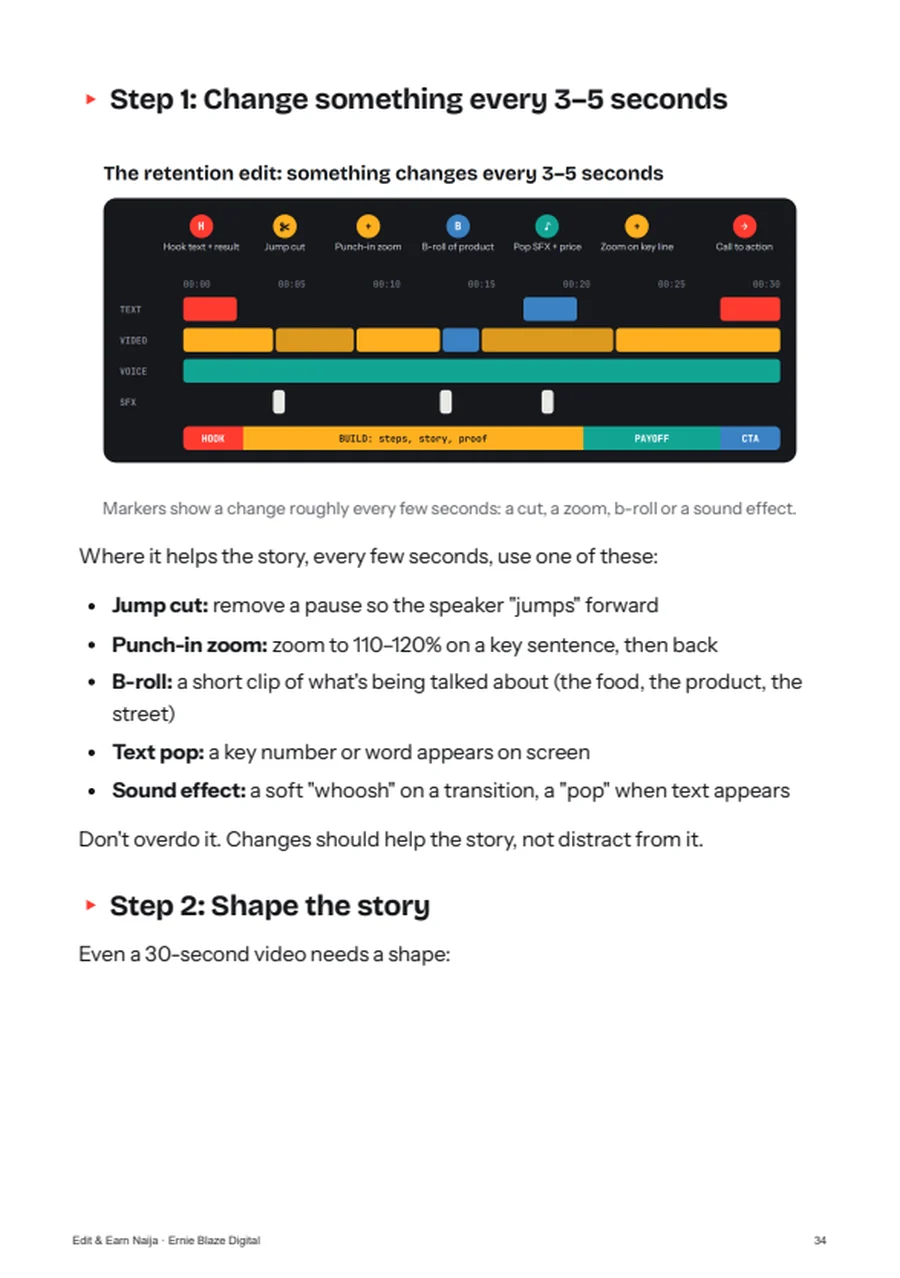 Step 1: Change something every 3–5 seconds
The retention edit: something changes every 3–5 seconds
H
B
Hook text + result
Jump cut
Punch-in zoom
B-roll of product
Pop SFX + price
Zoom on key line
Call to action
00:00 00:05 00:10 00:15 00:20 00:25 00:30
TEXT
VIDEO
VOICE
SFX
HOOK
BUILD: steps, story, proof
PAYOFF
CTA
Markers show a change roughly every few seconds: a cut, a zoom, b-roll or a sound effect.
Where it helps the story, every few seconds, use one of these:
• Jump cut: remove a pause so the speaker "jumps" forward
• Punch-in zoom: zoom to 110–120% on a key sentence, then back
• B-roll: a short clip of what's being talked about (the food, the product, the
street)
• Text pop: a key number or word appears on screen
• Sound effect: a soft "whoosh" on a transition, a "pop" when text appears
Don't overdo it. Changes should help the story, not distract from it.
Step 2: Shape the story
Even a 30-second video needs a shape:
Edit & Earn Naija · Ernie Blaze Digital
34